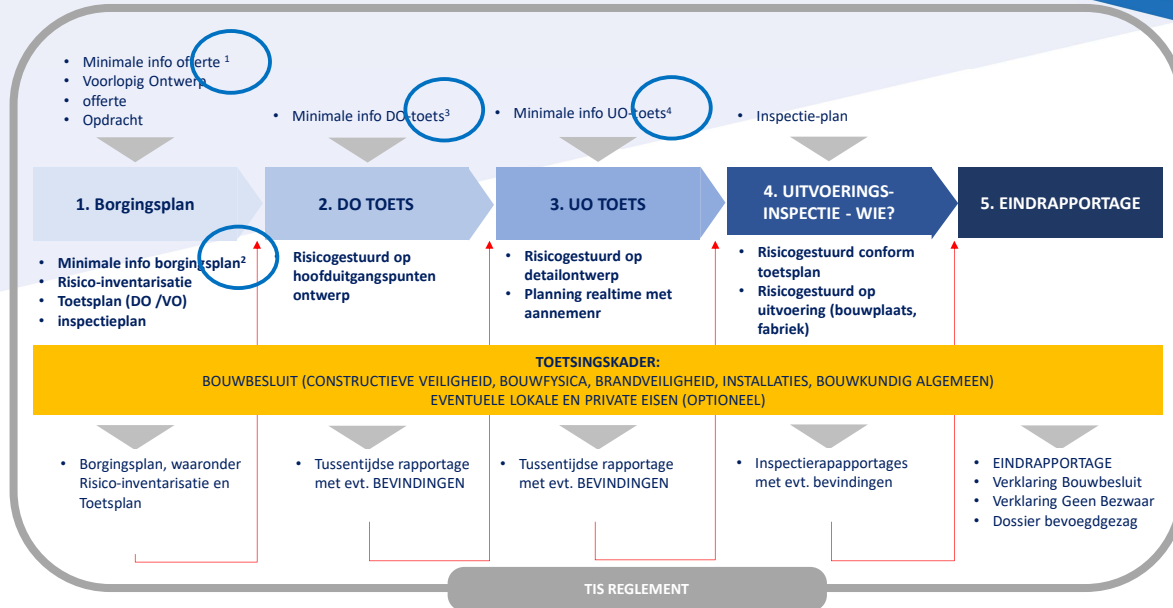 • Minimale info offerte ¹
• Voorlopig Ontwerp
• offerte
• Opdracht
• Minimale info DO-toets³
• Minimale info UO-toets⁴
• Inspectie-plan
1. Borgingsplan
2. DO TOETS
3. UO TOETS
4. UITVOERINGS-
INSPECTIE - WIE?
5. EINDRAPPORTAGE
• Minimale info borgingsplan²
• Risico-inventarisatie
• Toetsplan (DO /VO)
• inspectieplan
Risicogestuurd op
hoofduitgangspunten
ontwerp
• Risicogestuurd op
detailontwerp
• Planning realtime met
aannemenr
• Risicogestuurd conform
toetsplan
• Risicogestuurd op
uitvoering (bouwplaats,
fabriek)
TOETSINGSKADER:
BOUWBESLUIT (CONSTRUCTIEVE VEILIGHEID, BOUWFYSICA, BRANDVEILIGHEID, INSTALLATIES, BOUWKUNDIG ALGEMEEN)
EVENTUELE LOKALE EN PRIVATE EISEN (OPTIONEEL)
• Borgingsplan, waaronder
Risico-inventarisatie en
Toetsplan
• Tussentijdse rapportage
met evt. BEVINDINGEN
• Tussentijdse rapportage
met evt. BEVINDINGEN
• Inspectierapapportages
met evt. bevindingen
• EINDRAPPORTAGE
• Verklaring Bouwbesluit
• Verklaring Geen Bezwaar
• Dossier bevoegdgezag
TIS REGLEMENT